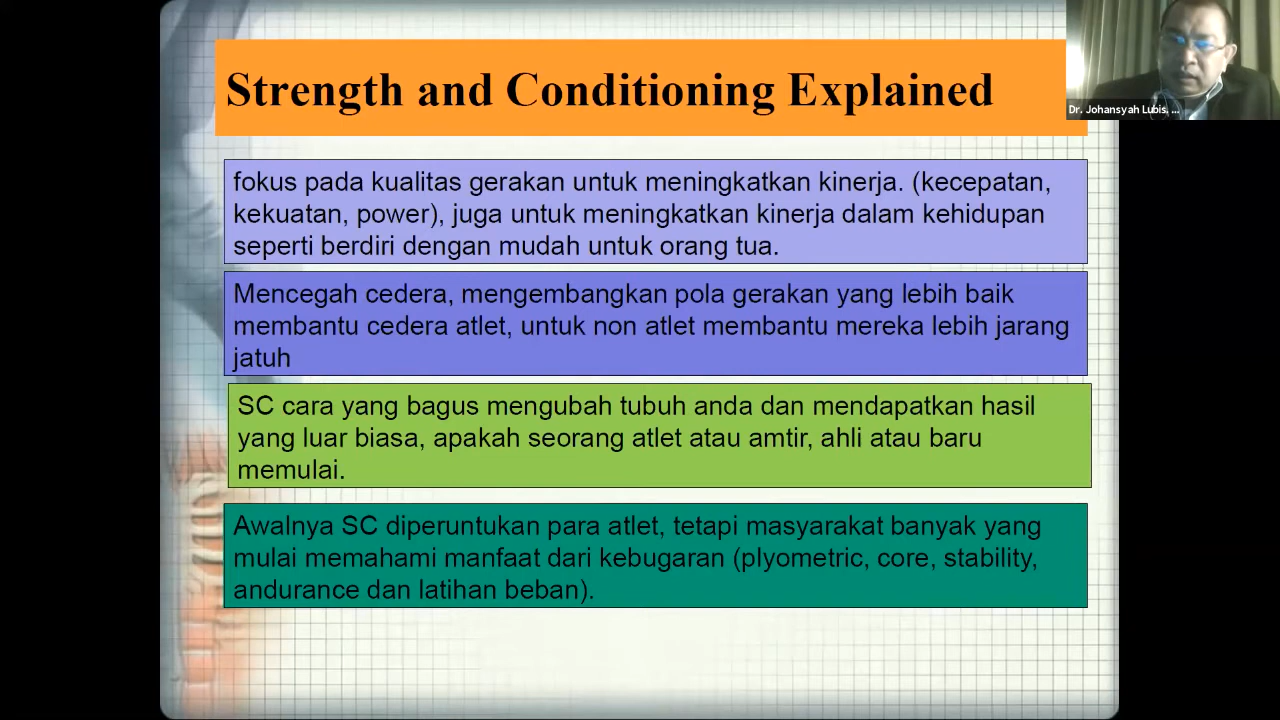 Strength and Conditioning Explained
Dr. Johansyah Lubis, ...
fokus pada kualitas gerakan untuk meningkatkan kinerja. (kecepatan,
kekuatan, power), juga untuk meningkatkan kinerja dalam kehidupan
seperti berdiri dengan mudah untuk orang tua.
Mencegah cedera, mengembangkan pola gerakan yang lebih baik
membantu cedera atlet, untuk non atlet membantu mereka lebih jarang
jatuh
SC cara yang bagus mengubah tubuh anda dan mendapatkan hasil
yang luar biasa, apakah seorang atlet atau amtir, ahli atau baru
memulai.
Awalnya SC diperuntukan para atlet, tetapi masyarakat banyak yang
mulai memahami manfaat dari kebugaran (plyometric, core, stability,
andurance dan latihan beban).